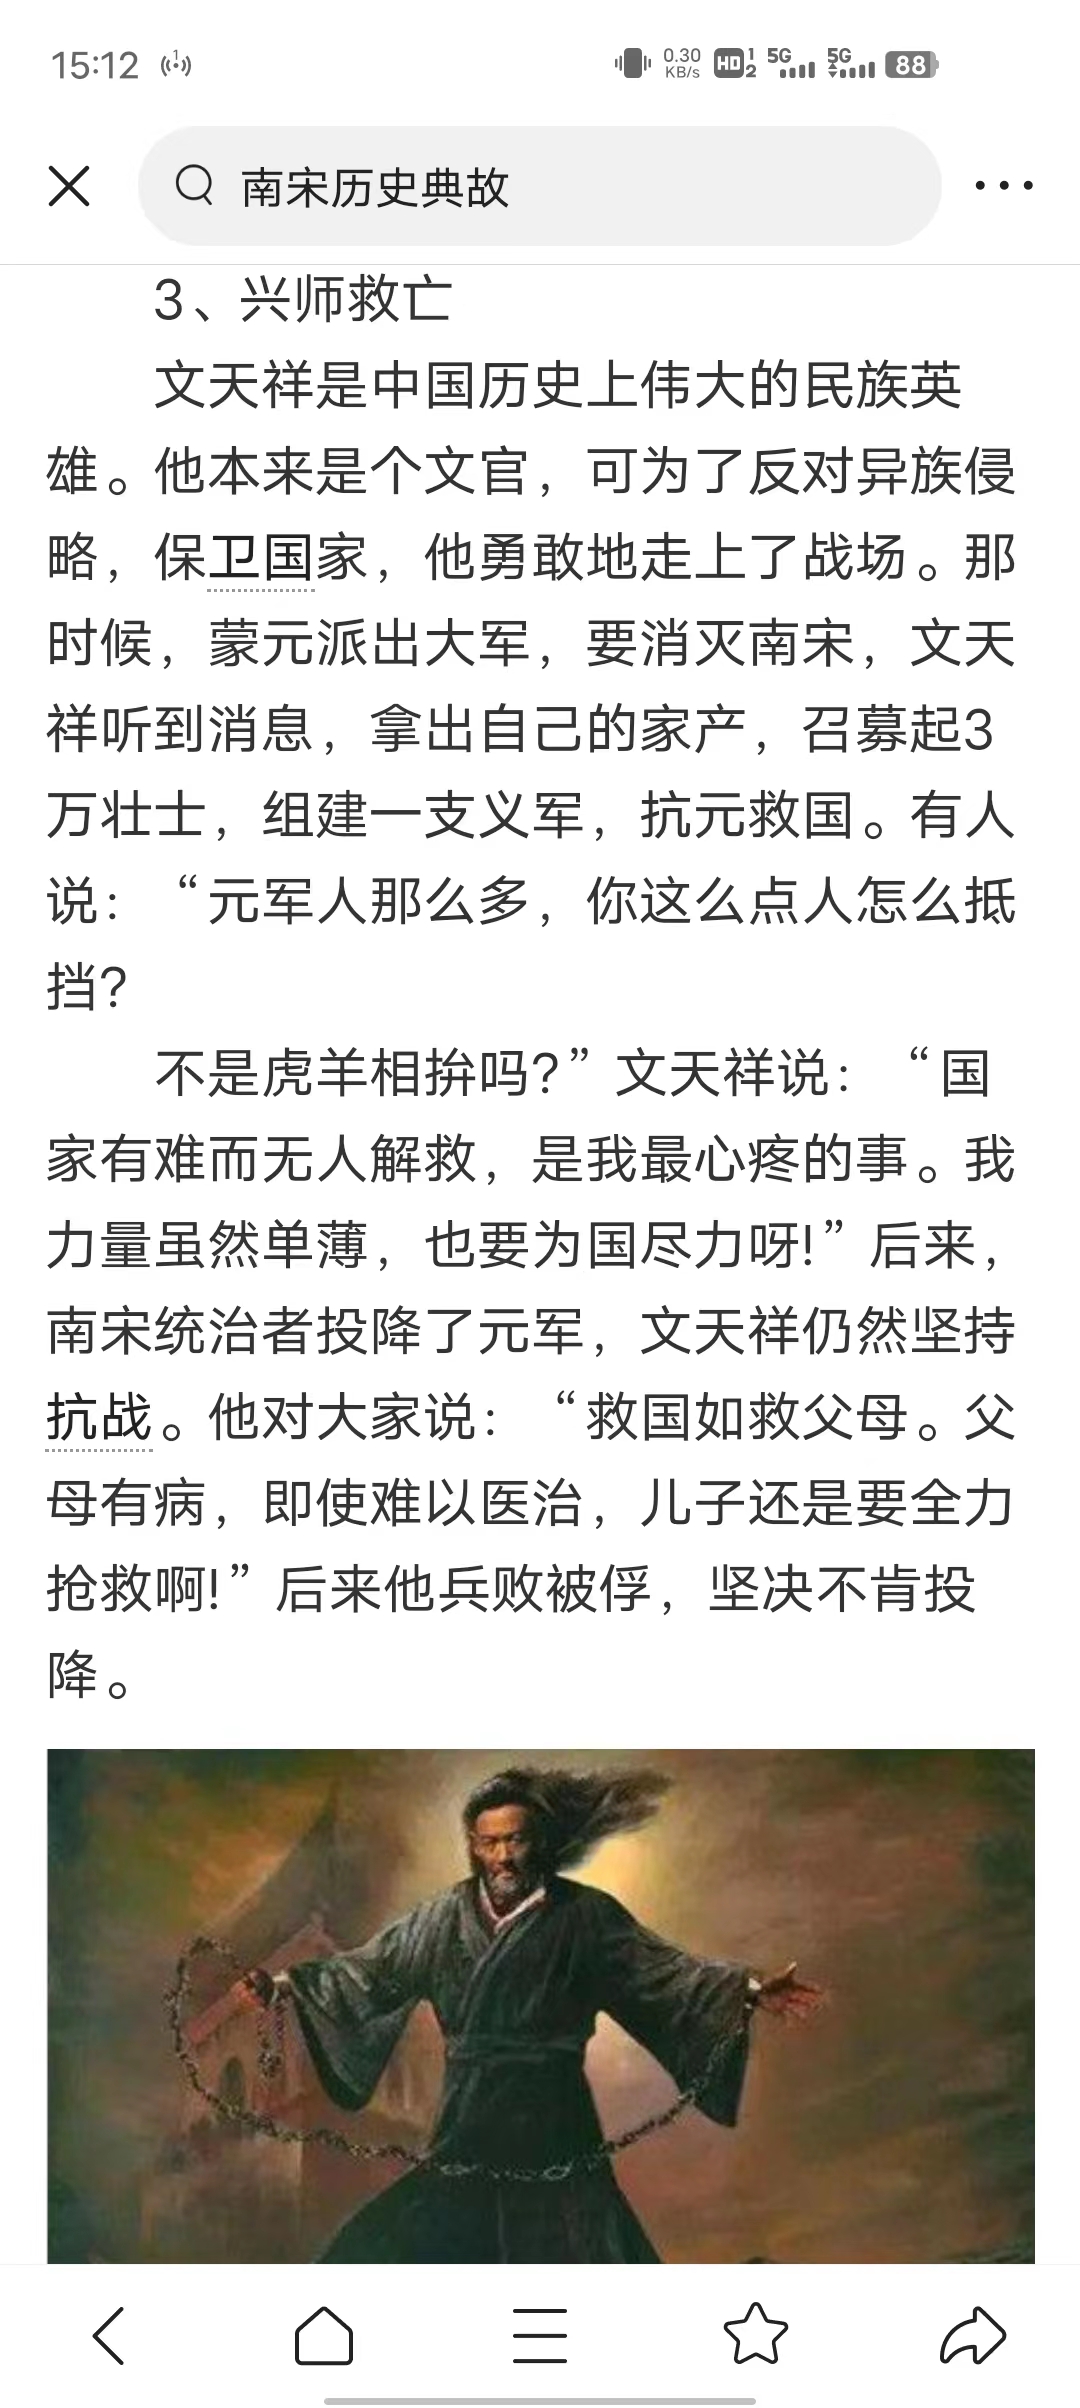 15:12
0.30
KB/s
HD
1
2
5G
5G
88
南宋历史典故
3、兴师救亡
文天祥是中国历史上伟大的民族英
雄。他本来是个文官，可为了反对异族侵
略，保卫国家，他勇敢地走上了战场。那
时候，蒙元派出大军，要消灭南宋，文天
祥听到消息，拿出自己的家产，召募起3
万壮士，组建一支义军，抗元救国。有人
说：“元军人那么多，你这么点人怎么抵
挡?
不是虎羊相拚吗?”文天祥说：“国
家有难而无人解救，是我最心疼的事。我
力量虽然单薄，也要为国尽力呀!”后来，
南宋统治者投降了元军，文天祥仍然坚持
抗战。他对大家说：“救国如救父母。父
母有病，即使难以医治，儿子还是要全力
抢救啊!”后来他兵败被俘，坚决不肯投
降。